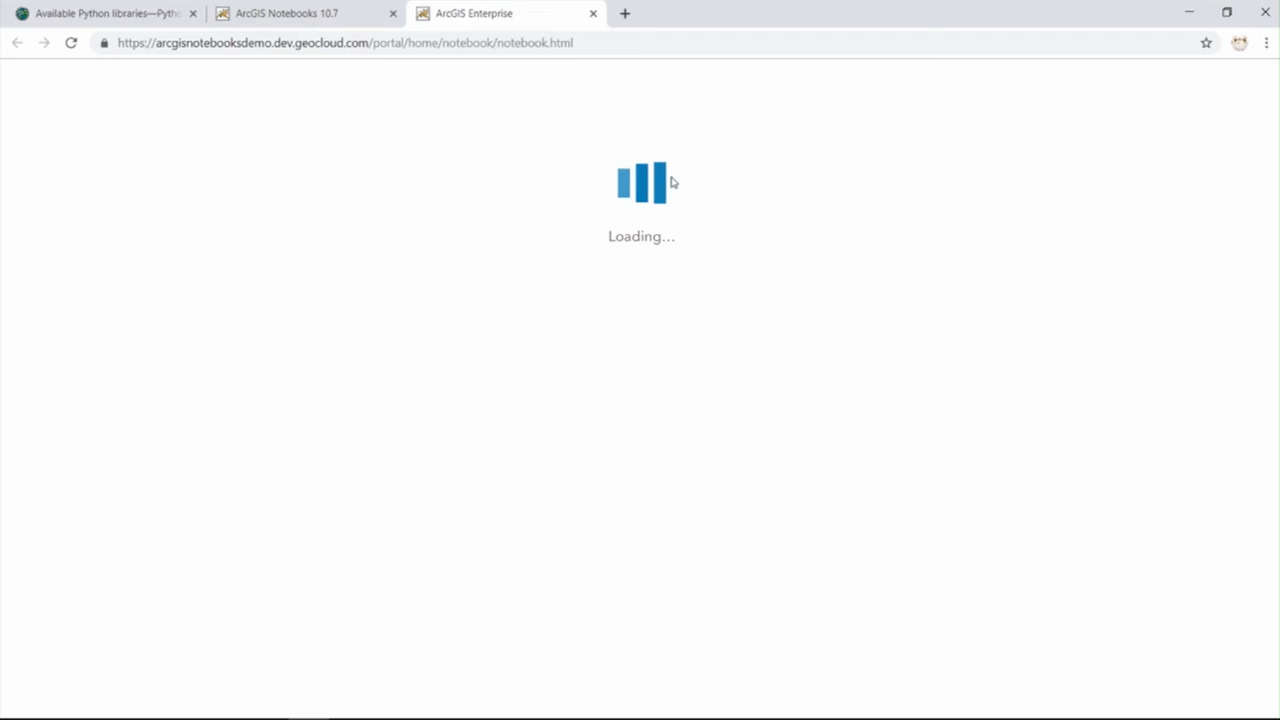 Available Python libraries—Pytho
ArcGIS Notebooks 10.7
ArcGIS Enterprise
https://arcgisnotebooksdemo.dev.geocloud.com/portal/home/notebook/notebook.html
Loading...